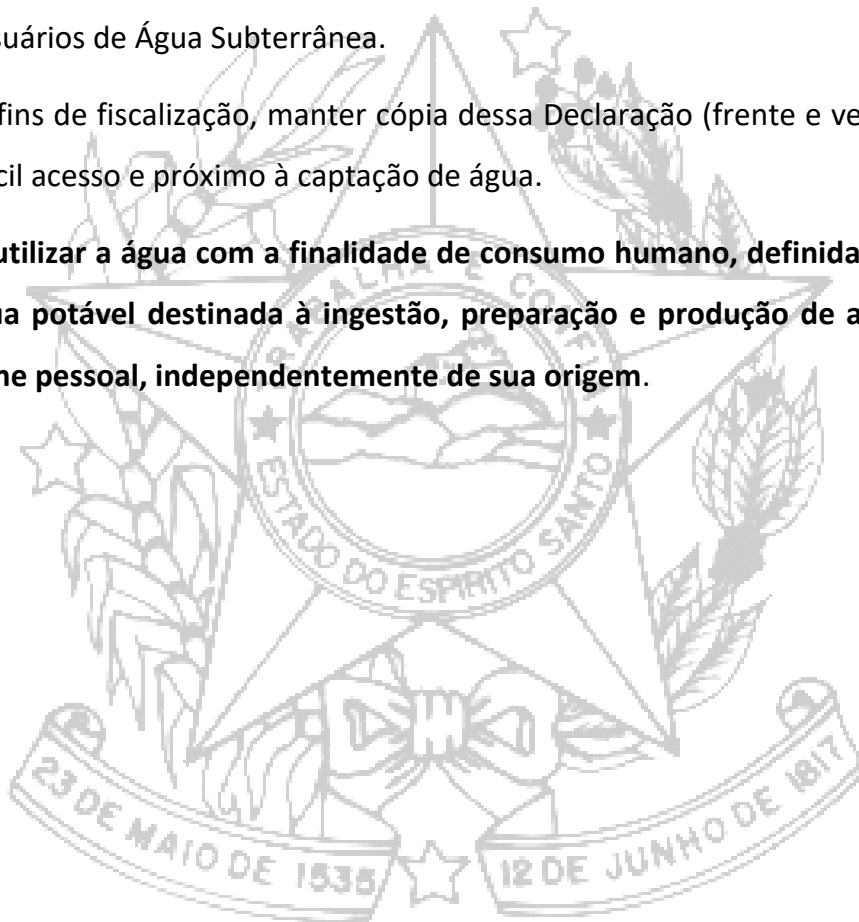 suários de Água Subterrânea.
fins de fiscalização, manter cópia dessa Declaração (frente e ve
cil acesso e próximo à captação de água.
utilizar a água com a finalidade de consumo humano, definida
ua potável destinada à ingestão, preparação e produção de a
ne pessoal, independentemente de sua origem.
TRABALHA E CONFI
ESTADO DO ESPIRITO SANTO
23 DE MAIO DE 1535
12 DE JUNHO DE 1817